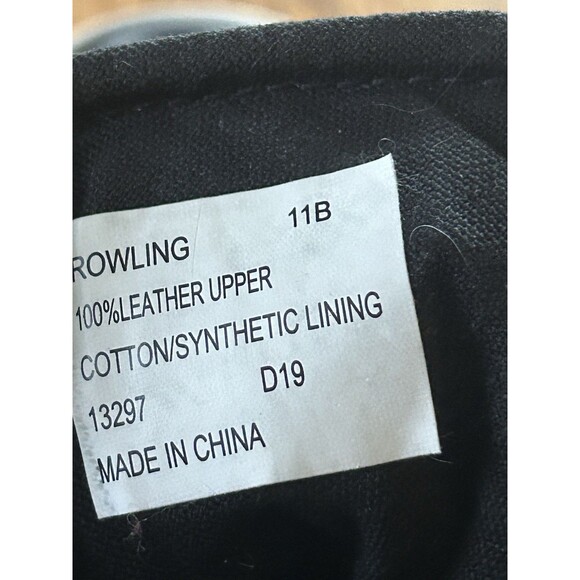 ROWLING 11B
100%LEATHER UPPER
COTTON/SYNTHETIC LINING
13297 D19
MADE IN CHINA